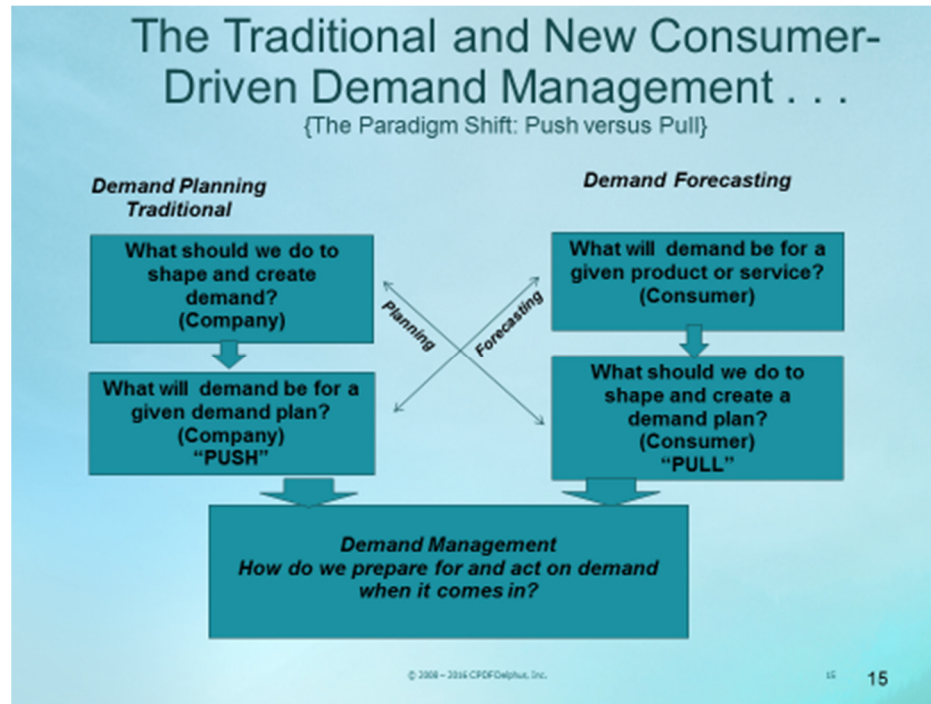 The Traditional and New Consumer-
Driven Demand Management . . .
{The Paradigm Shift: Push versus Pull}
Demand Planning
Traditional
What should we do to
shape and create
demand?
(Company)
What will demand be for a
given demand plan?
(Company)
“PUSH”
Planning
Forecasting
Demand Forecasting
What will demand be for a
given product or service?
(Consumer)
What should we do to
shape and create a
demand plan?
(Consumer)
“PULL”
Demand Management
How do we prepare for and act on demand
when it comes in?
© 2008 – 2016 CPDFDelphus, Inc.
15
15